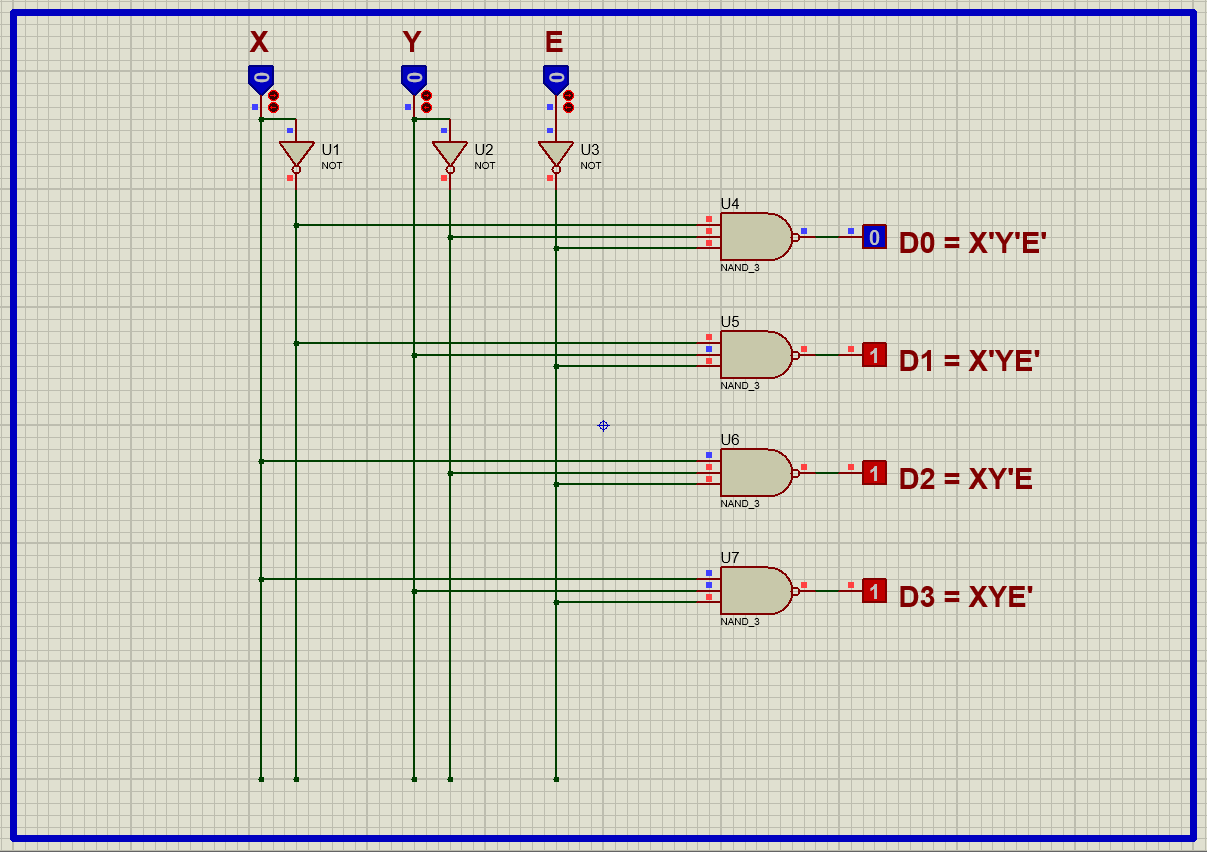 X Y E
0 0 0
U1 U2 U3
NOT NOT NOT
U4
NAND_3
0 D0 = X'Y'E'
U5
NAND_3
1 D1 = X'YE'
U6
NAND_3
1 D2 = XY'E
U7
NAND_3
1 D3 = XYE'